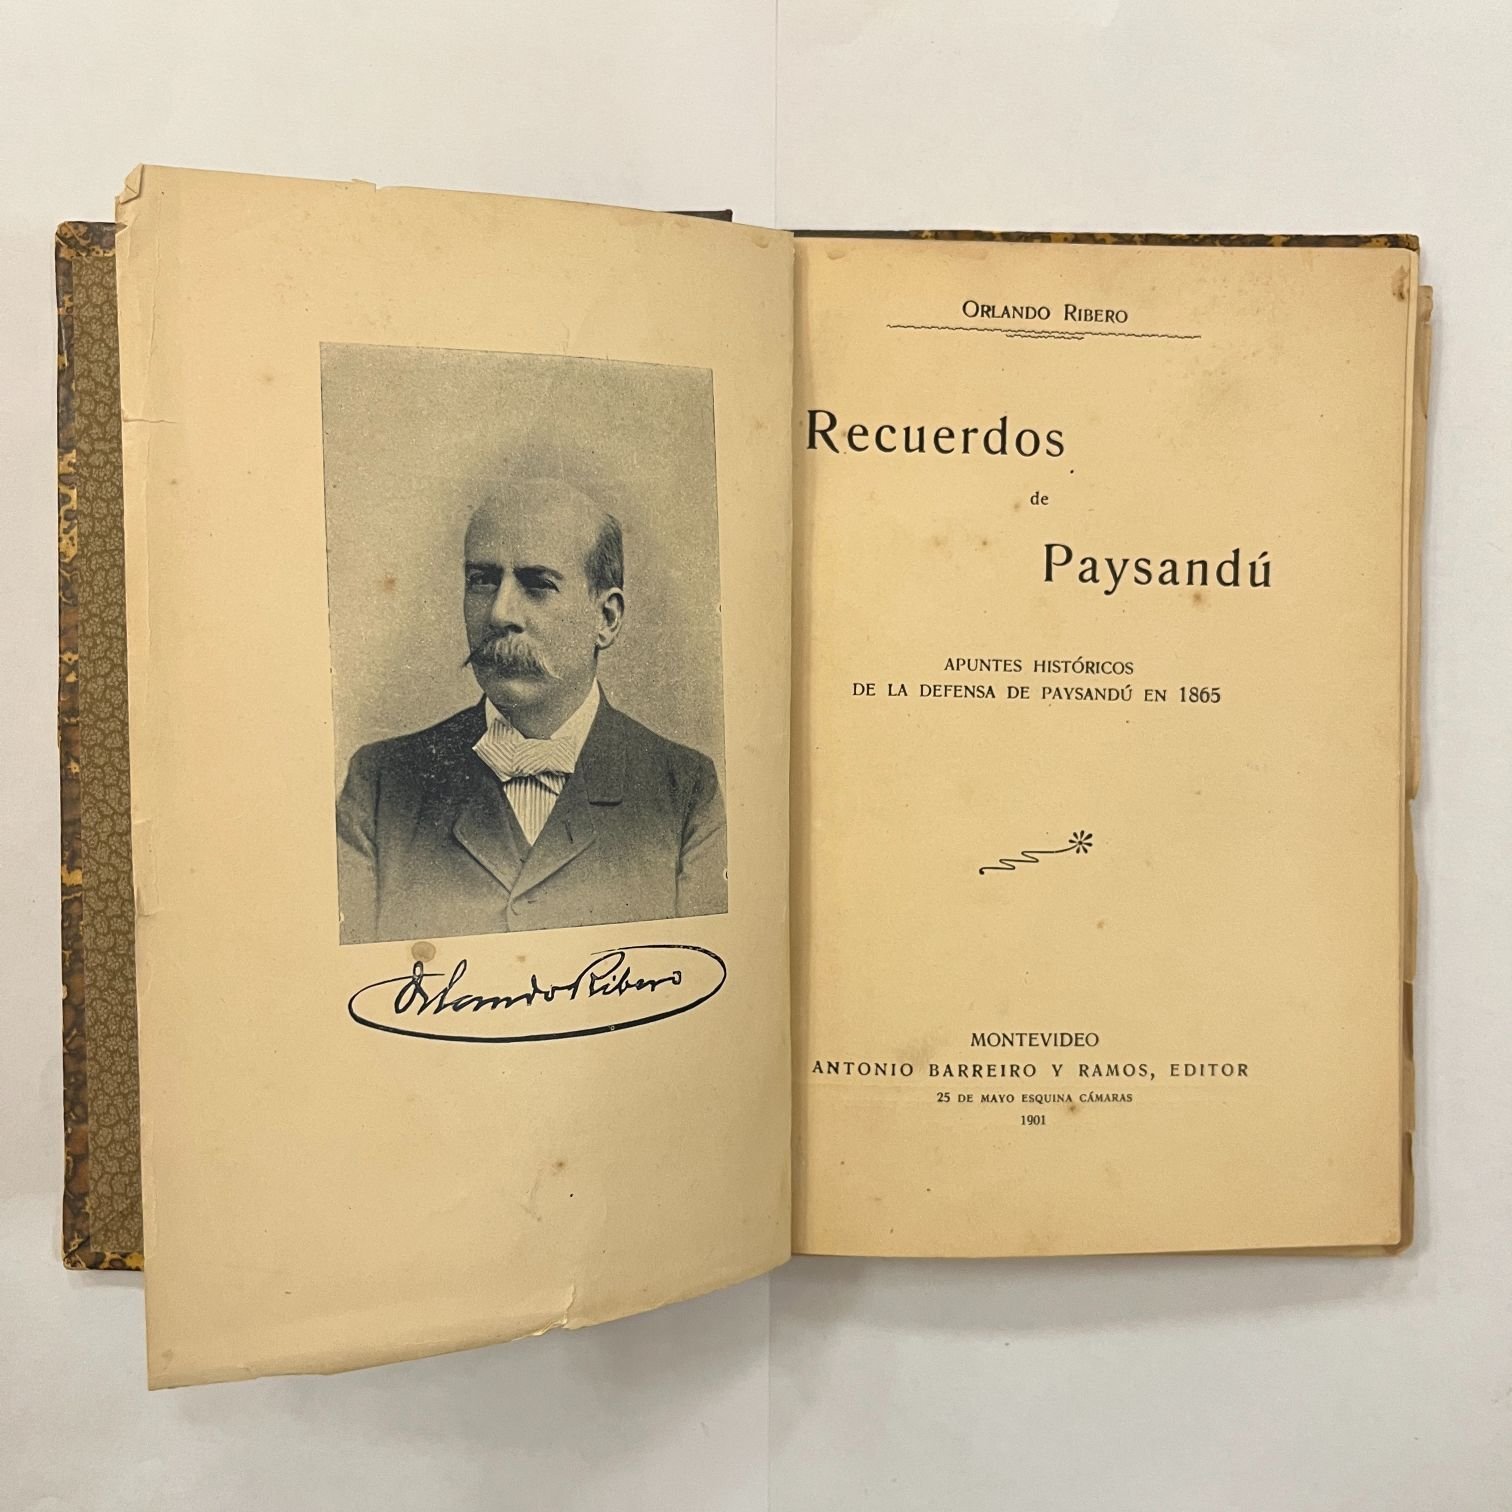 Orlando Ribero
ORLANDO RIBERO
Recuerdos
de
Paysandú
APUNTES HISTÓRICOS
DE LA DEFENSA DE PAYSANDÚ EN 1865
MONTEVIDEO
ANTONIO BARREIRO Y RAMOS, EDITOR
25 DE MAYO ESQUINA CÁMARAS
1901